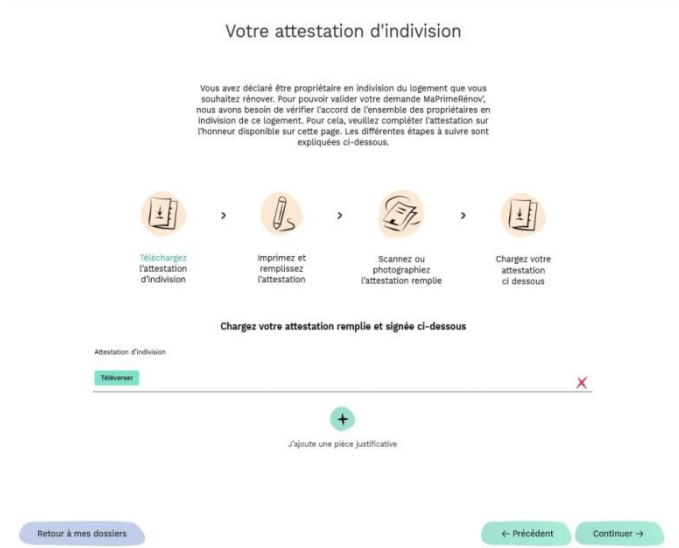 Votre attestation d'indivision
Vous avez déclaré être propriétaire en indivision du logement que vous
souhaitez rénover. Pour pouvoir valider votre demande MaPrimeRénov',
nous avons besoin de vérifier l'accord de l'ensemble des propriétaires en
indivision de ce logement. Pour cela, veuillez compléter l'attestation sur
l'honneur disponible sur cette page. Les différentes étapes à suivre sont
expliquées ci-dessous.
Téléchargez
l'attestation
d'indivision
Imprimez et
remplissez
l'attestation
Scannez ou
photographiez
l'attestation remplie
Chargez votre
attestation
ci dessous
Chargez votre attestation remplie et signée ci-dessous
Attestation d'indivision
Téléverser
J'ajoute une pièce justificative
Retour à mes dossiers
← Précédent
Continuer →